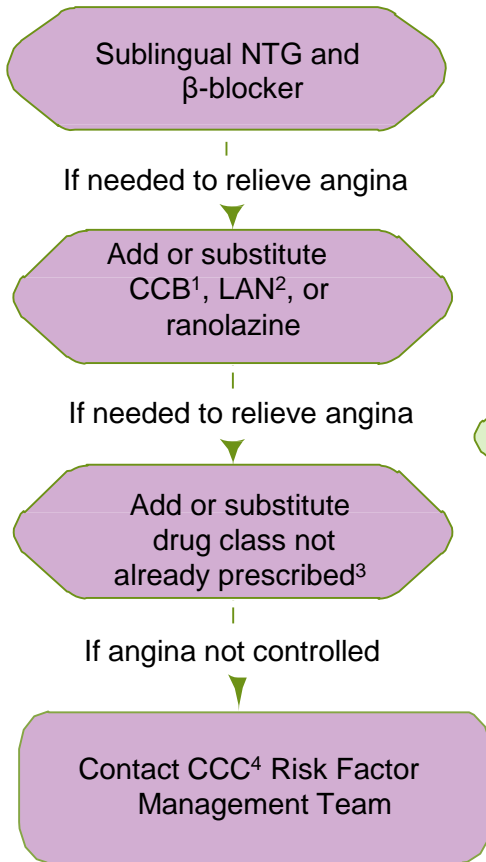 Sublingual NTG and
β-blocker
If needed to relieve angina
Add or substitute
CCB¹, LAN², or
ranolazine
If needed to relieve angina
Add or substitute
drug class not
already prescribed³
If angina not controlled
Contact CCC⁴ Risk Factor
Management Team